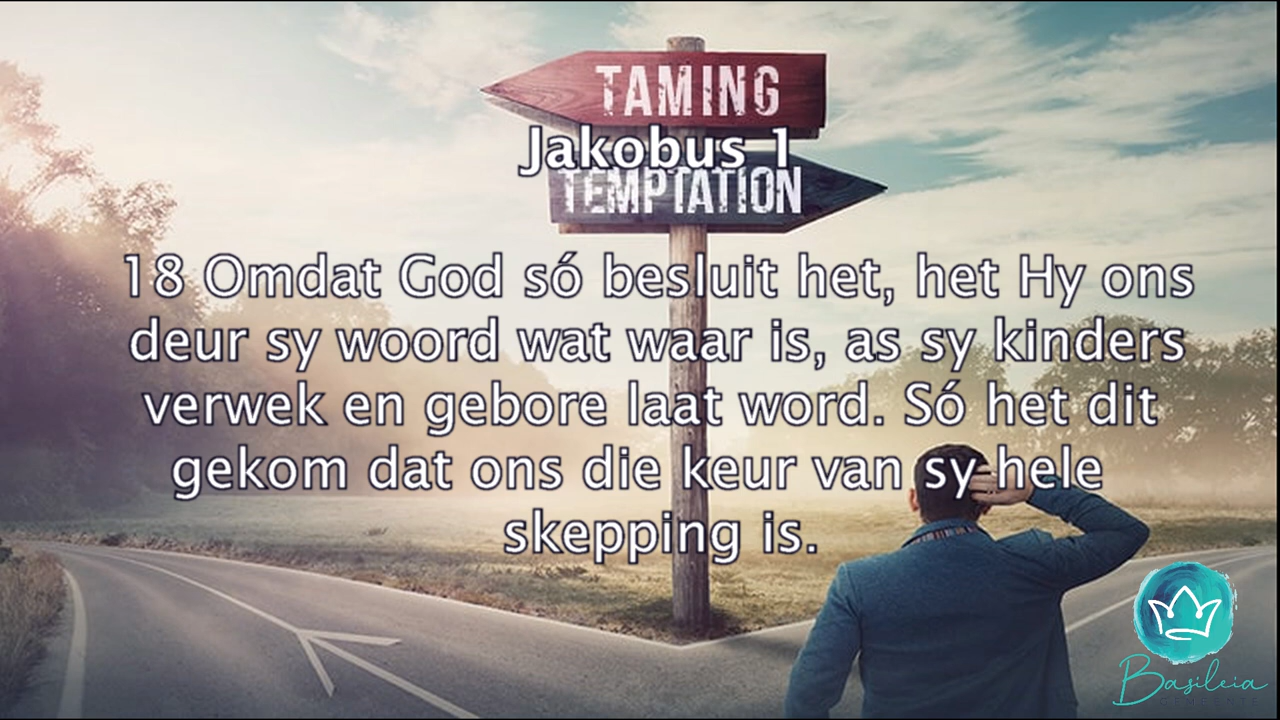 TAMING
Jakobus 1
TEMPTATION
18 Omdat God só besluit het, het Hy ons
deur sy woord wat waar is, as sy kinders
verwek en gebore laat word. Só het dit
gekom dat ons die keur van sy hele
skepping is.
Basileia